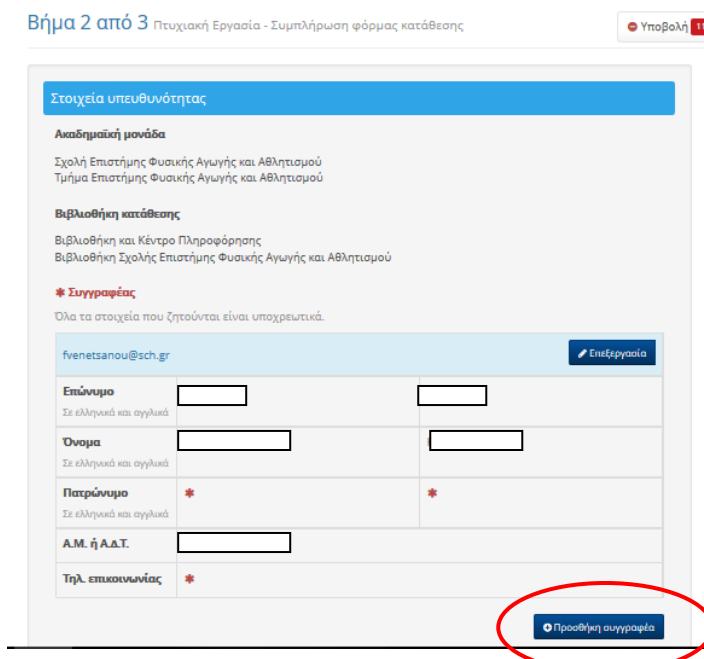 Βήμα 2 από 3 Πτυχιακή Εργασία - Συμπλήρωση φόρμας κατάθεσης
Υποβολή 11
Στοιχεία υπευθυνότητας
Ακαδημαϊκή μονάδα
Σχολή Επιστήμης Φυσικής Αγωγής και Αθλητισμού
Τμήμα Επιστήμης Φυσικής Αγωγής και Αθλητισμού
Βιβλιοθήκη κατάθεσης
Βιβλιοθήκη και Κέντρο Πληροφόρησης
Βιβλιοθήκη Σχολής Επιστήμης Φυσικής Αγωγής και Αθλητισμού
* Συγγραφέας
Όλα τα στοιχεία που ζητούνται είναι υποχρεωτικά.
fvenetsanou@sch.gr Επεξεργασία
Επώνυμο
Σε ελληνικά και αγγλικά
Όνομα
Σε ελληνικά και αγγλικά
Πατρώνυμο * *
Σε ελληνικά και αγγλικά
Α.Μ. ή Α.Δ.Τ.
Τηλ. επικοινωνίας *
Προσθήκη συγγραφέα